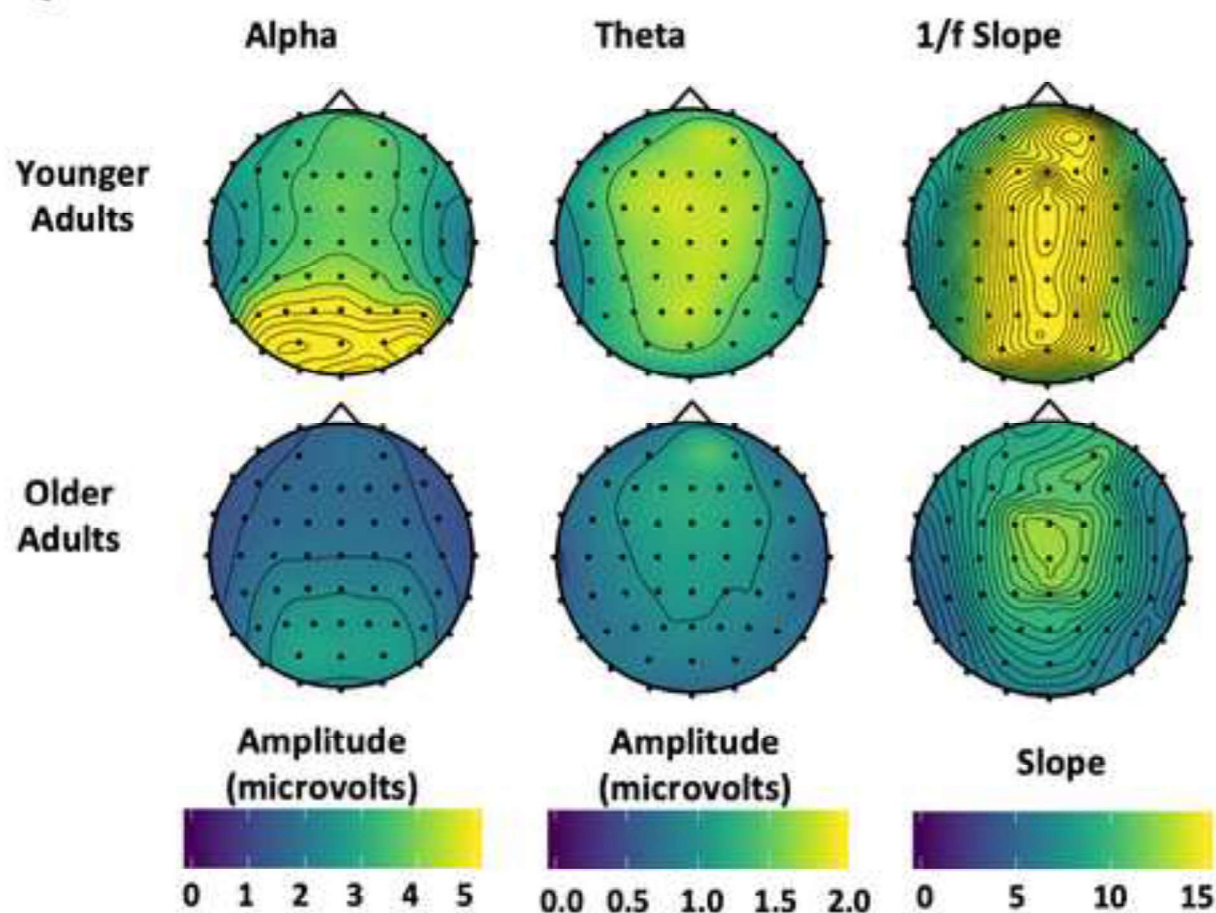 Alpha Theta 1/f Slope
Younger
Adults
Older
Adults
Amplitude
(microvolts)
Amplitude
(microvolts)
Slope
0 1 2 3 4 5
0.0 0.5 1.0 1.5 2.0
0 5 10 15